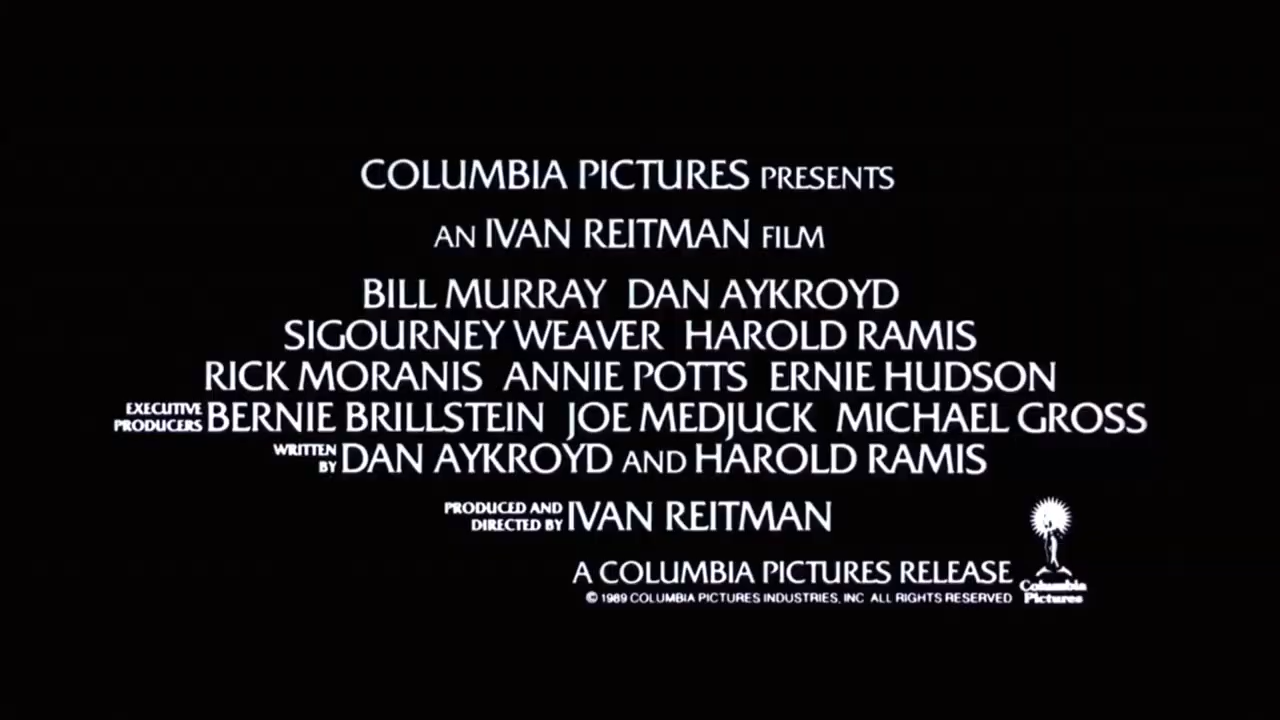 COLUMBIA PICTURES PRESENTS
AN IVAN REITMAN FILM
BILL MURRAY DAN AYKROYD
SIGOURNEY WEAVER HAROLD RAMIS
RICK MORANIS ANNIE POTTS ERNIE HUDSON
EXECUTIVE PRODUCERS BERNIE BRILLSTEIN JOE MEDJUCK MICHAEL GROSS
WRITTEN BY DAN AYKROYD AND HAROLD RAMIS
PRODUCED AND DIRECTED BY IVAN REITMAN
A COLUMBIA PICTURES RELEASE
© 1989 COLUMBIA PICTURES INDUSTRIES, INC ALL RIGHTS RESERVED
Columbia
Pictures